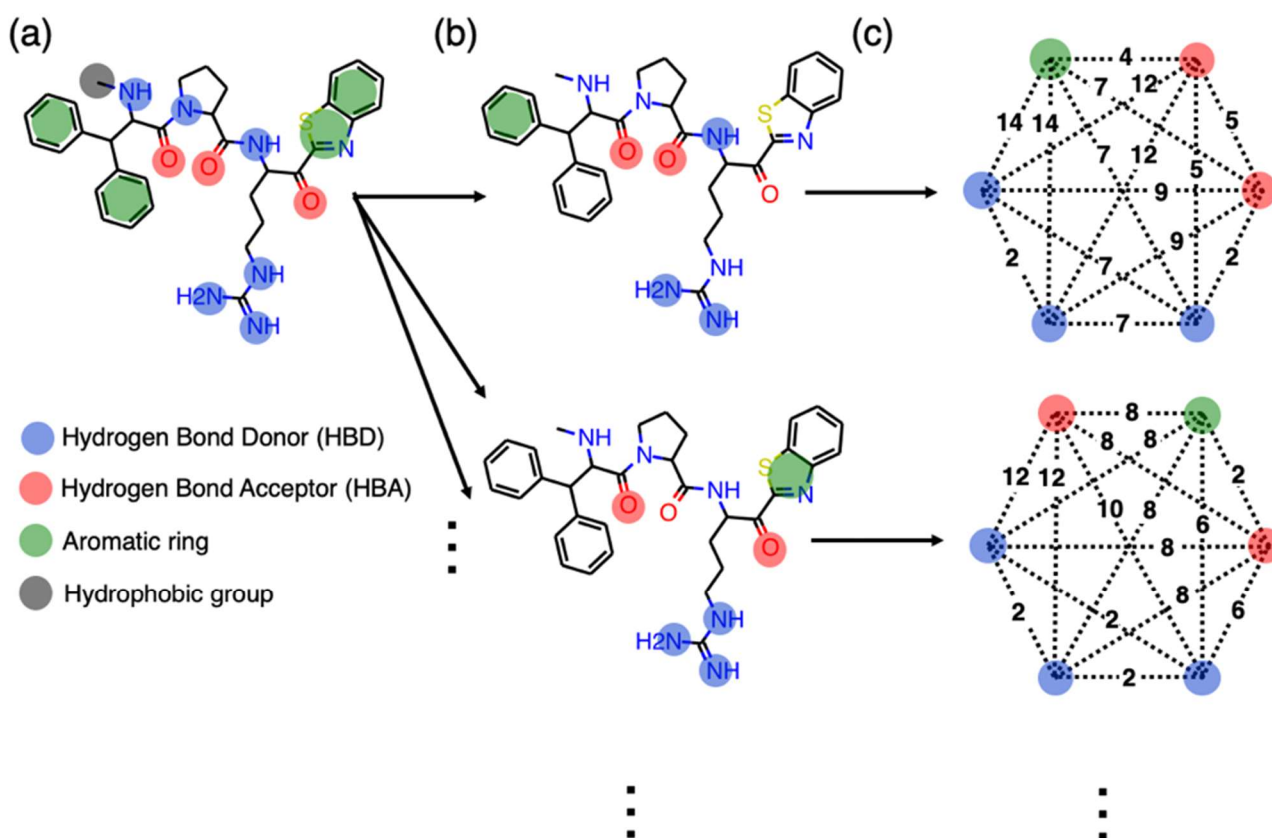 (a)
(b)
(c)
NH
N
O
O
NH
S
N
O
NH
H2N
NH
NH
N
O
O
NH
S
N
O
NH
H2N
NH
4
7
12
5
14
14
7
12
5
9
9
2
7
2
7
Hydrogen Bond Donor (HBD)
Hydrogen Bond Acceptor (HBA)
Aromatic ring
Hydrophobic group
NH
N
O
O
NH
S
N
O
NH
H2N
NH
8
8
8
12
12
2
10
8
6
8
8
2
2
6
2